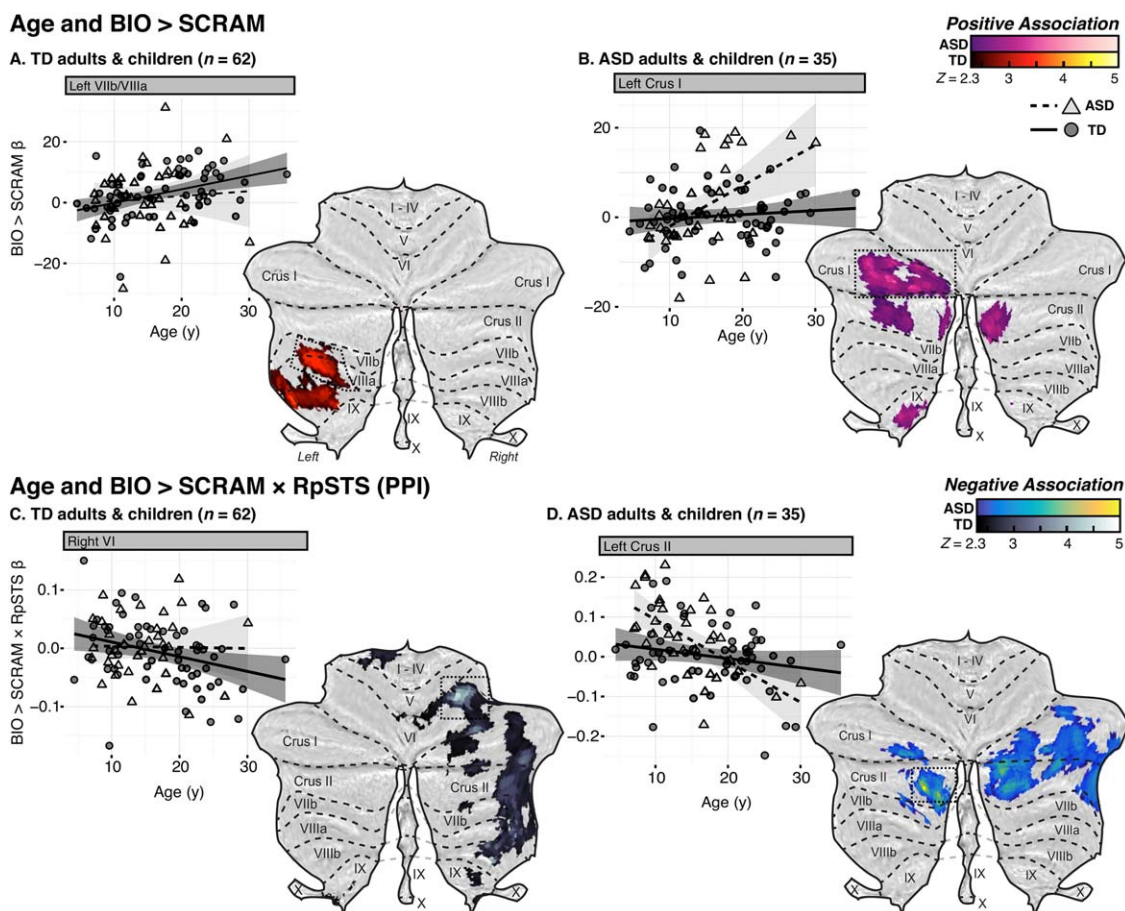 Age and BIO > SCRAM
Positive Association
ASD
TD
Z = 2.3 3 4 5
ASD
TD
A. TD adults & children (n = 62)
Left VIIb/VIIIa
BIO > SCRAM β
20
0
−20
10 20 30
Age (y)
Crus I
I - IV
V
VI
Crus I
Crus II
VIIb
VIIb
VIIIa
VIIIa
VIIIb
IX
IX
IX
X
X
Left
Right
B. ASD adults & children (n = 35)
Left Crus I
20
0
−20
10 20 30
Age (y)
I - IV
V
VI
Crus I
Crus I
Crus II
VIIb
VIIb
VIIIa
VIIIa
VIIIb
VIIIb
IX
IX
IX
X
X
Age and BIO > SCRAM × RpSTS (PPI)
Negative Association
ASD
TD
Z = 2.3 3 4 5
C. TD adults & children (n = 62)
Right VI
BIO > SCRAM × RpSTS β
0.1
0.0
−0.1
10 20 30
Age (y)
I - IV
V
VI
Crus I
Crus II
Crus II
VIIb
VIIb
VIIIa
VIIIb
IX
IX
IX
X
X
X
D. ASD adults & children (n = 35)
Left Crus II
0.2
0.1
0.0
−0.1
−0.2
10 20 30
Age (y)
I - IV
V
VI
Crus I
Crus II
VIIb
VIIb
VIIIa
VIIIa
VIIIb
VIIIb
IX
IX
IX
X
X
X